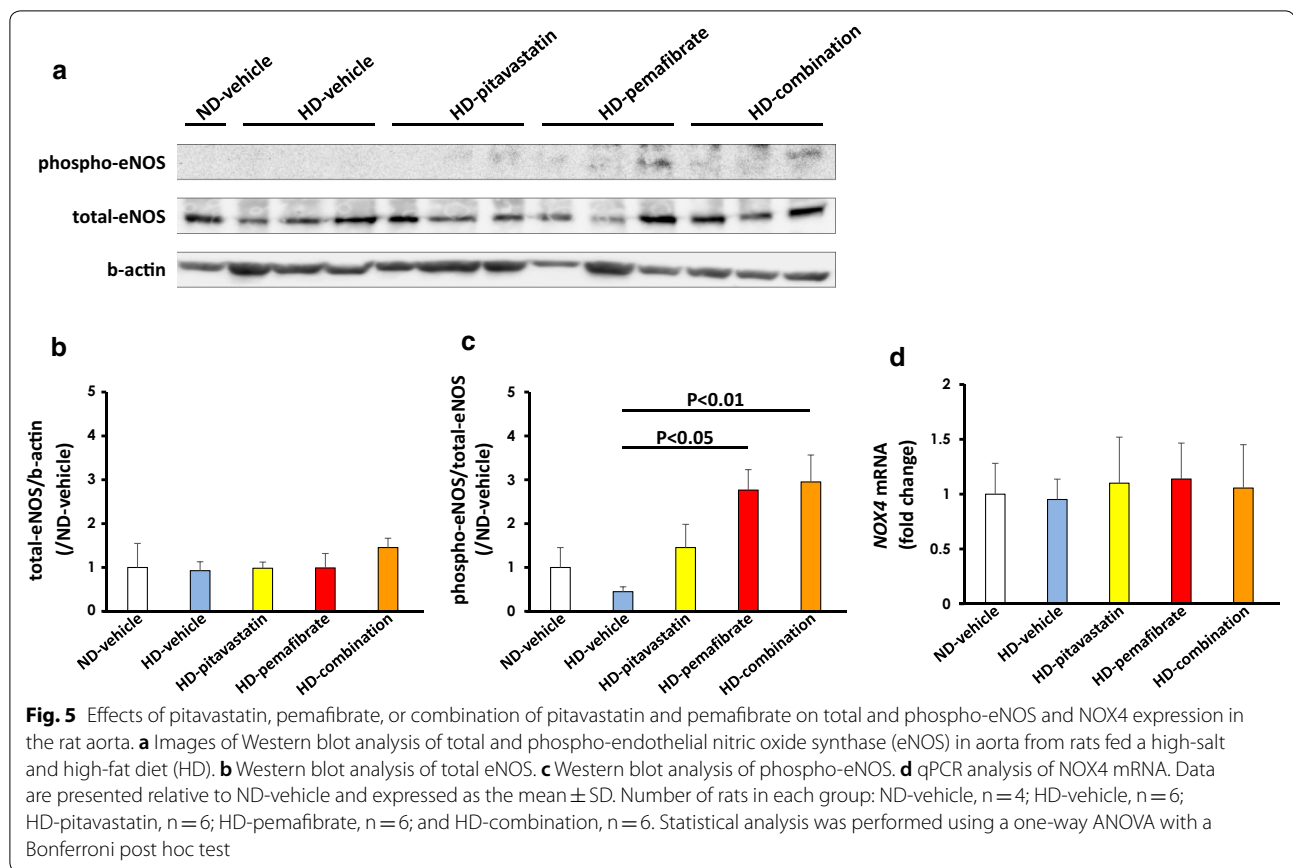 a
ND-vehicle
HD-vehicle
HD-pitavastatin
HD-pemafibrate
HD-combination
phospho-eNOS
total-eNOS
b-actin
b
total-eNOS/b-actin
(/ND-vehicle)
5
4
3
2
1
0
ND-vehicle
HD-vehicle
HD-pitavastatin
HD-pemafibrate
HD-combination
c
phospho-eNOS/total-eNOS
(/ND-vehicle)
5
4
3
2
1
0
P<0.01
P<0.05
ND-vehicle
HD-vehicle
HD-pitavastatin
HD-pemafibrate
HD-combination
d
NOX4 mRNA
(fold change)
2
1.5
1
0.5
0
ND-vehicle
HD-vehicle
HD-pitavastatin
HD-pemafibrate
HD-combination
Fig. 5 Effects of pitavastatin, pemafibrate, or combination of pitavastatin and pemafibrate on total and phospho-eNOS and NOX4 expression in
the rat aorta. a Images of Western blot analysis of total and phospho-endothelial nitric oxide synthase (eNOS) in aorta from rats fed a high-salt
and high-fat diet (HD). b Western blot analysis of total eNOS. c Western blot analysis of phospho-eNOS. d qPCR analysis of NOX4 mRNA. Data
are presented relative to ND-vehicle and expressed as the mean ± SD. Number of rats in each group: ND-vehicle, n = 4; HD-vehicle, n = 6;
HD-pitavastatin, n = 6; HD-pemafibrate, n = 6; and HD-combination, n = 6. Statistical analysis was performed using a one-way ANOVA with a
Bonferroni post hoc test